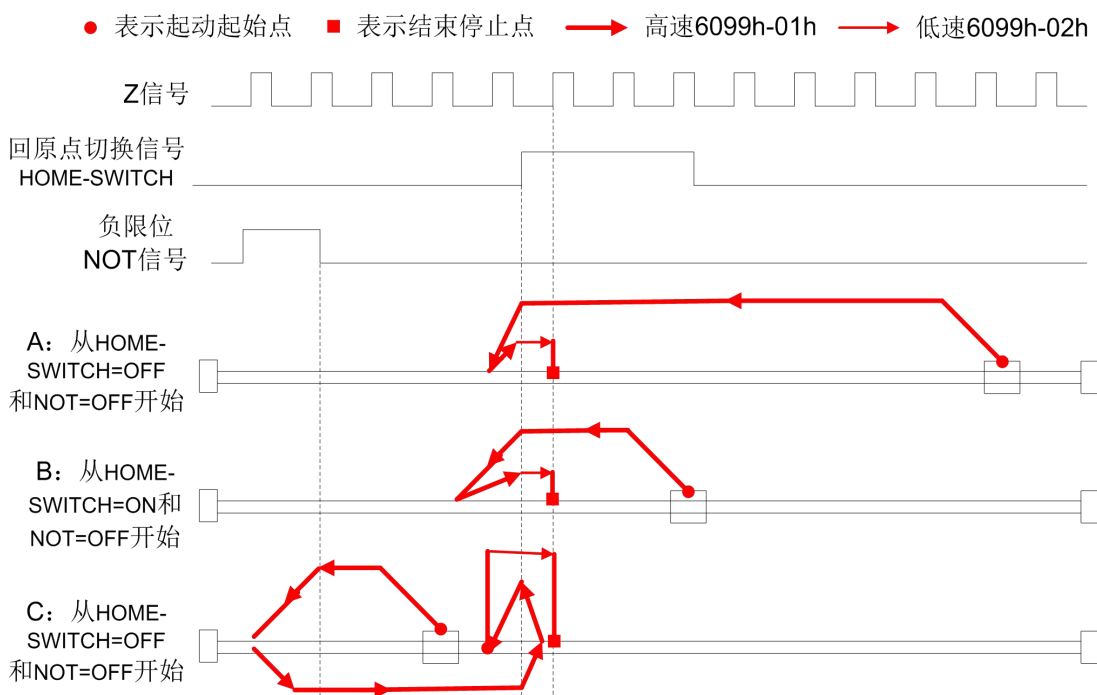 表示起动起始点 表示结束停止点 高速6099h-01h 低速6099h-02h
Z信号
回原点切换信号
HOME-SWITCH
负限位
NOT信号
A：从HOME-
SWITCH=OFF
和NOT=OFF开始
B：从HOME-
SWITCH=ON和
NOT=OFF开始
C：从HOME-
SWITCH=OFF
和NOT=OFF开始